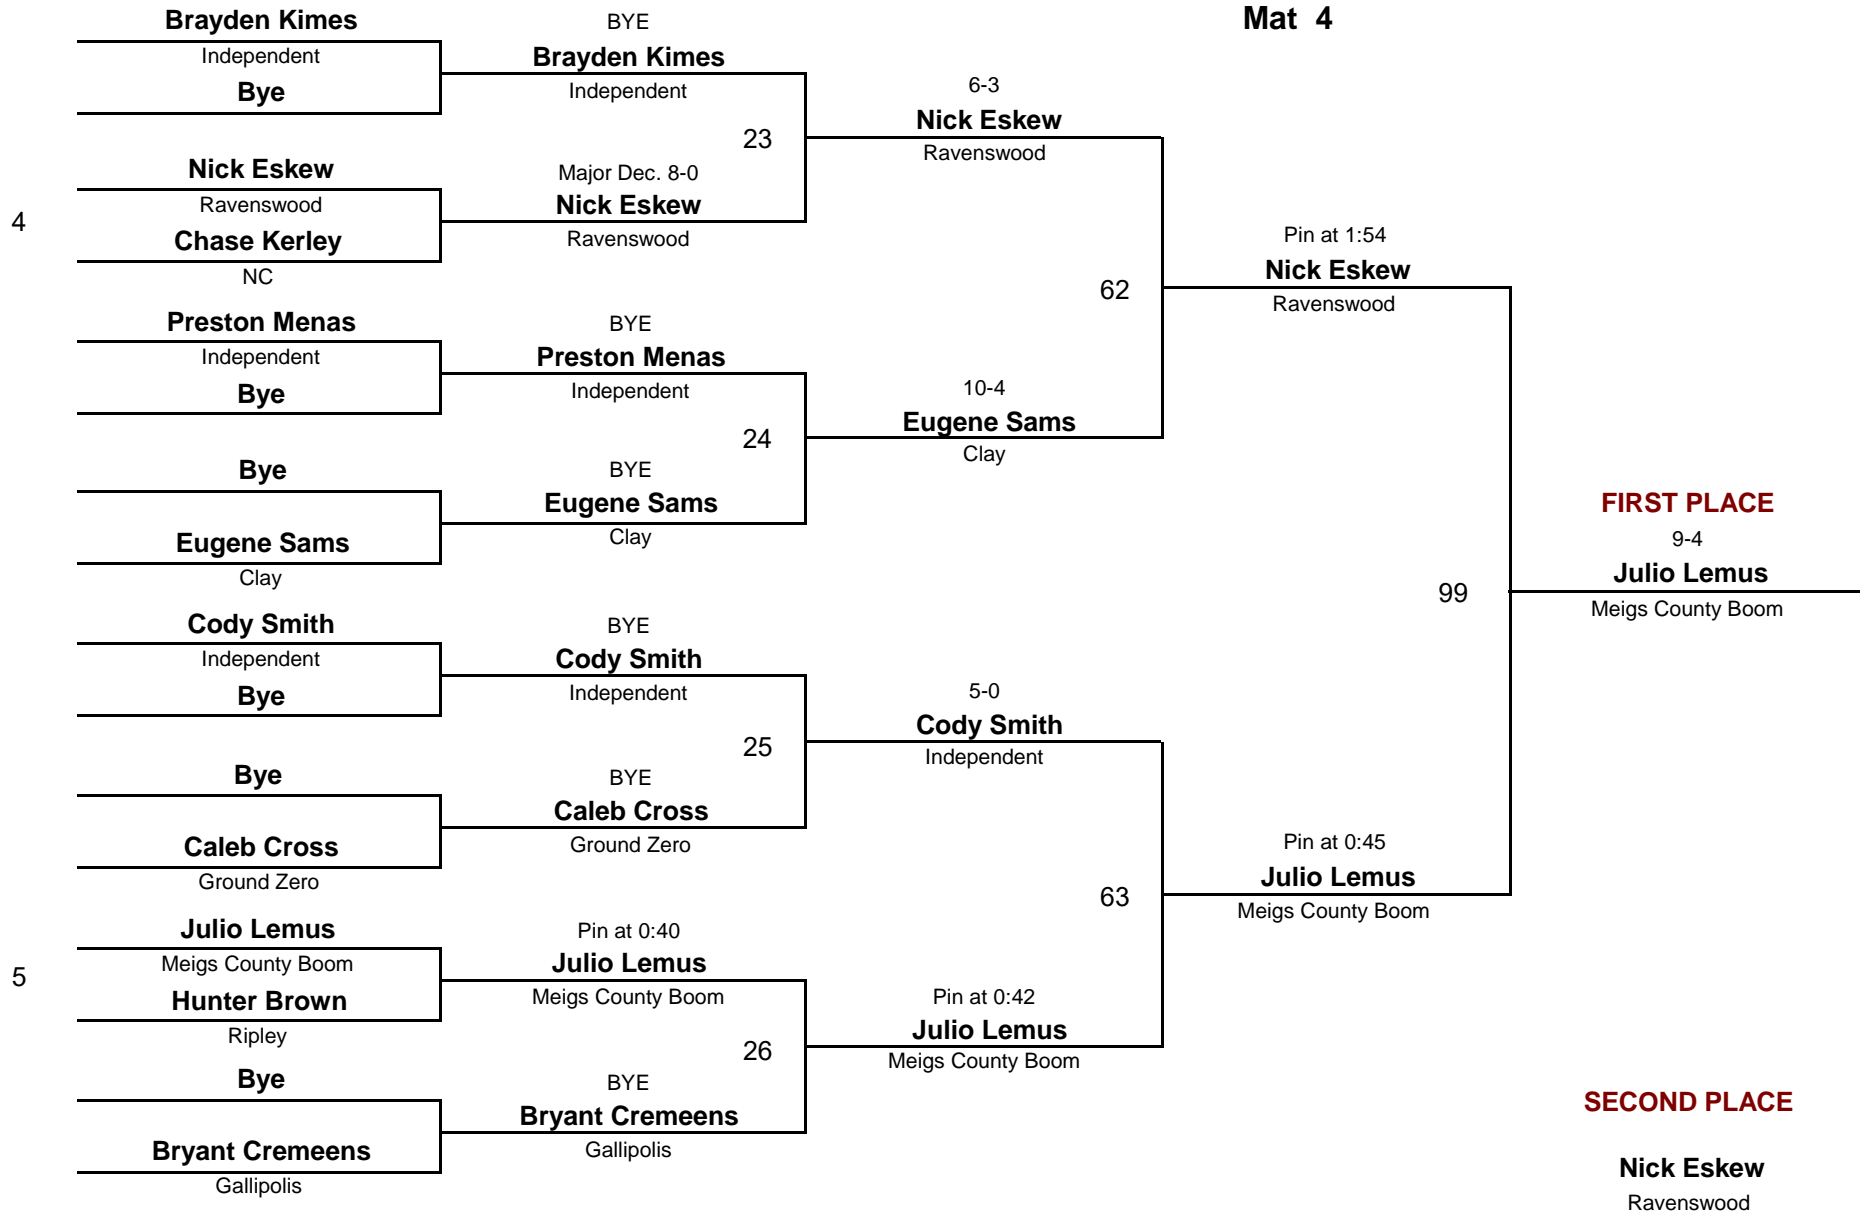 Mat 4
Brayden Kimes
Independent
Bye
4
Nick Eskew
Ravenswood
Chase Kerley
NC
Preston Menas
Independent
Bye
Bye
Eugene Sams
Clay
Cody Smith
Independent
Bye
Bye
Caleb Cross
Ground Zero
5
Julio Lemus
Meigs County Boom
Hunter Brown
Ripley
Bye
Bryant Cremeens
Gallipolis
BYE
Brayden Kimes
Independent
23
Major Dec. 8-0
Nick Eskew
Ravenswood
BYE
Preston Menas
Independent
24
BYE
Eugene Sams
Clay
BYE
Cody Smith
Independent
25
BYE
Caleb Cross
Ground Zero
Pin at 0:40
Julio Lemus
Meigs County Boom
26
BYE
Bryant Cremeens
Gallipolis
6-3
Nick Eskew
Ravenswood
62
10-4
Eugene Sams
Clay
5-0
Cody Smith
Independent
63
Pin at 0:42
Julio Lemus
Meigs County Boom
Pin at 1:54
Nick Eskew
Ravenswood
99
Pin at 0:45
Julio Lemus
Meigs County Boom
FIRST PLACE
9-4
Julio Lemus
Meigs County Boom
SECOND PLACE
Nick Eskew
Ravenswood